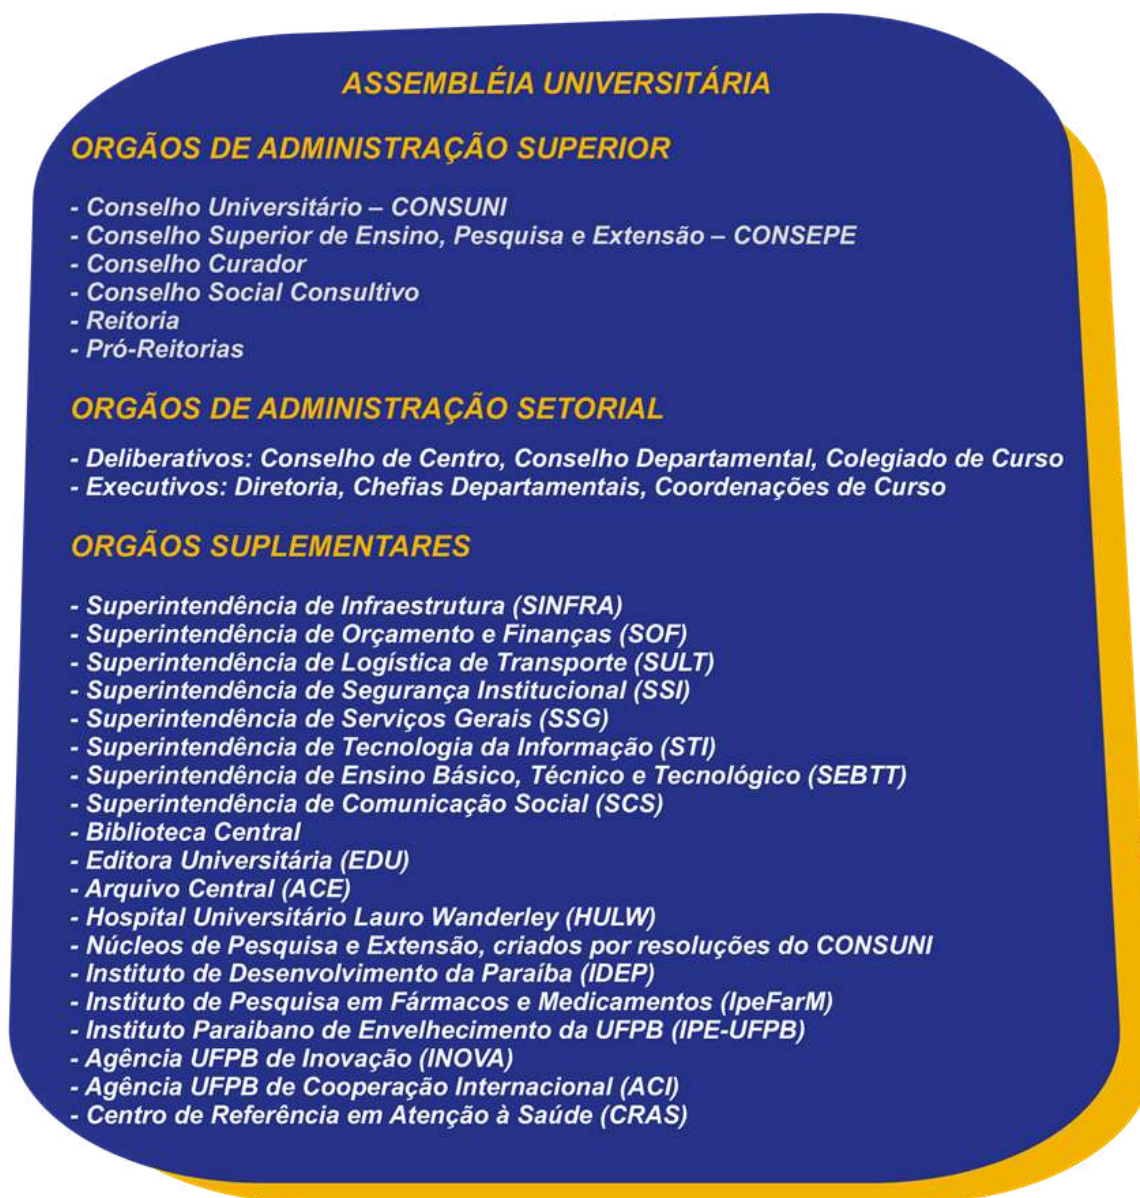 ASSEMBLÉIA UNIVERSITÁRIA
ORGÃOS DE ADMINISTRAÇÃO SUPERIOR
- Conselho Universitário – CONSUNI
- Conselho Superior de Ensino, Pesquisa e Extensão – CONSEPE
- Conselho Curador
- Conselho Social Consultivo
- Reitoria
- Pró-Reitorias
ORGÃOS DE ADMINISTRAÇÃO SETORIAL
- Deliberativos: Conselho de Centro, Conselho Departamental, Colegiado de Curso
- Executivos: Diretoria, Chefias Departamentais, Coordenações de Curso
ORGÃOS SUPLEMENTARES
- Superintendência de Infraestrutura (SINFRA)
- Superintendência de Orçamento e Finanças (SOF)
- Superintendência de Logística de Transporte (SULT)
- Superintendência de Segurança Institucional (SSI)
- Superintendência de Serviços Gerais (SSG)
- Superintendência de Tecnologia da Informação (STI)
- Superintendência de Ensino Básico, Técnico e Tecnológico (SEBTT)
- Superintendência de Comunicação Social (SCS)
- Biblioteca Central
- Editora Universitária (EDU)
- Arquivo Central (ACE)
- Hospital Universitário Lauro Wanderley (HULW)
- Núcleos de Pesquisa e Extensão, criados por resoluções do CONSUNI
- Instituto de Desenvolvimento da Paraíba (IDEP)
- Instituto de Pesquisa em Fármacos e Medicamentos (IpeFarM)
- Instituto Paraibano de Envelhecimento da UFPB (IPE-UFPB)
- Agência UFPB de Inovação (INOVA)
- Agência UFPB de Cooperação Internacional (ACI)
- Centro de Referência em Atenção à Saúde (CRAS)